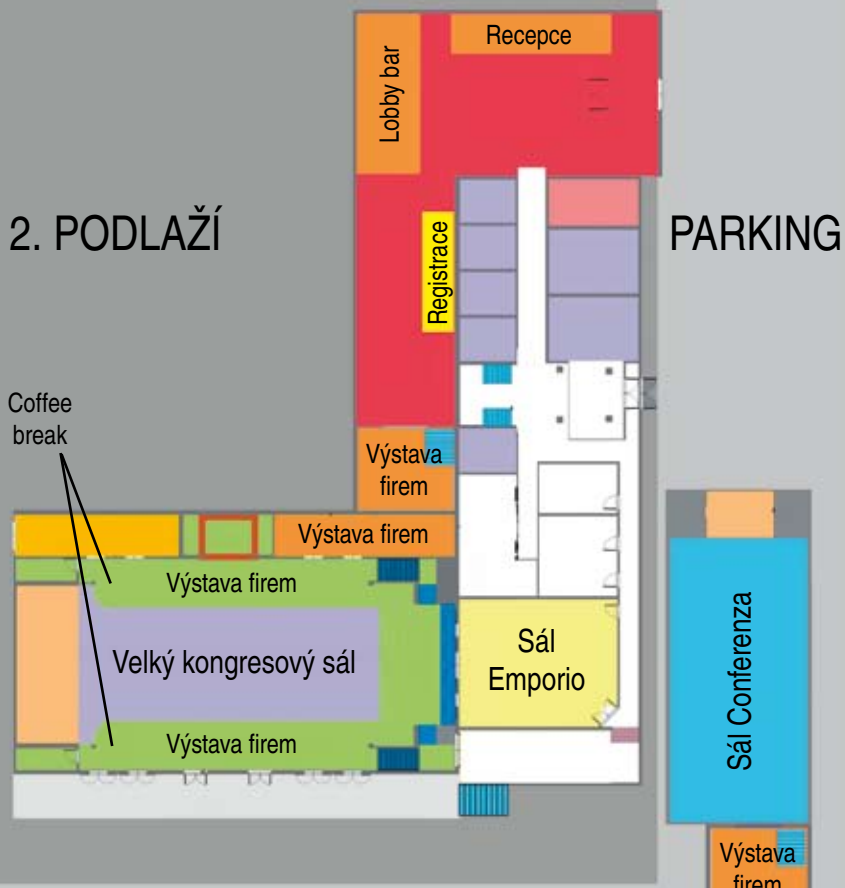 Recepce
Lobby bar
2. PODLAŽÍ
PARKING
Registrace
Coffee
break
Výstava
firem
Výstava firem
Výstava firem
Velký kongresový sál
Sál
Emporio
Sál Conferenza
Výstava firem
Výstava
firem